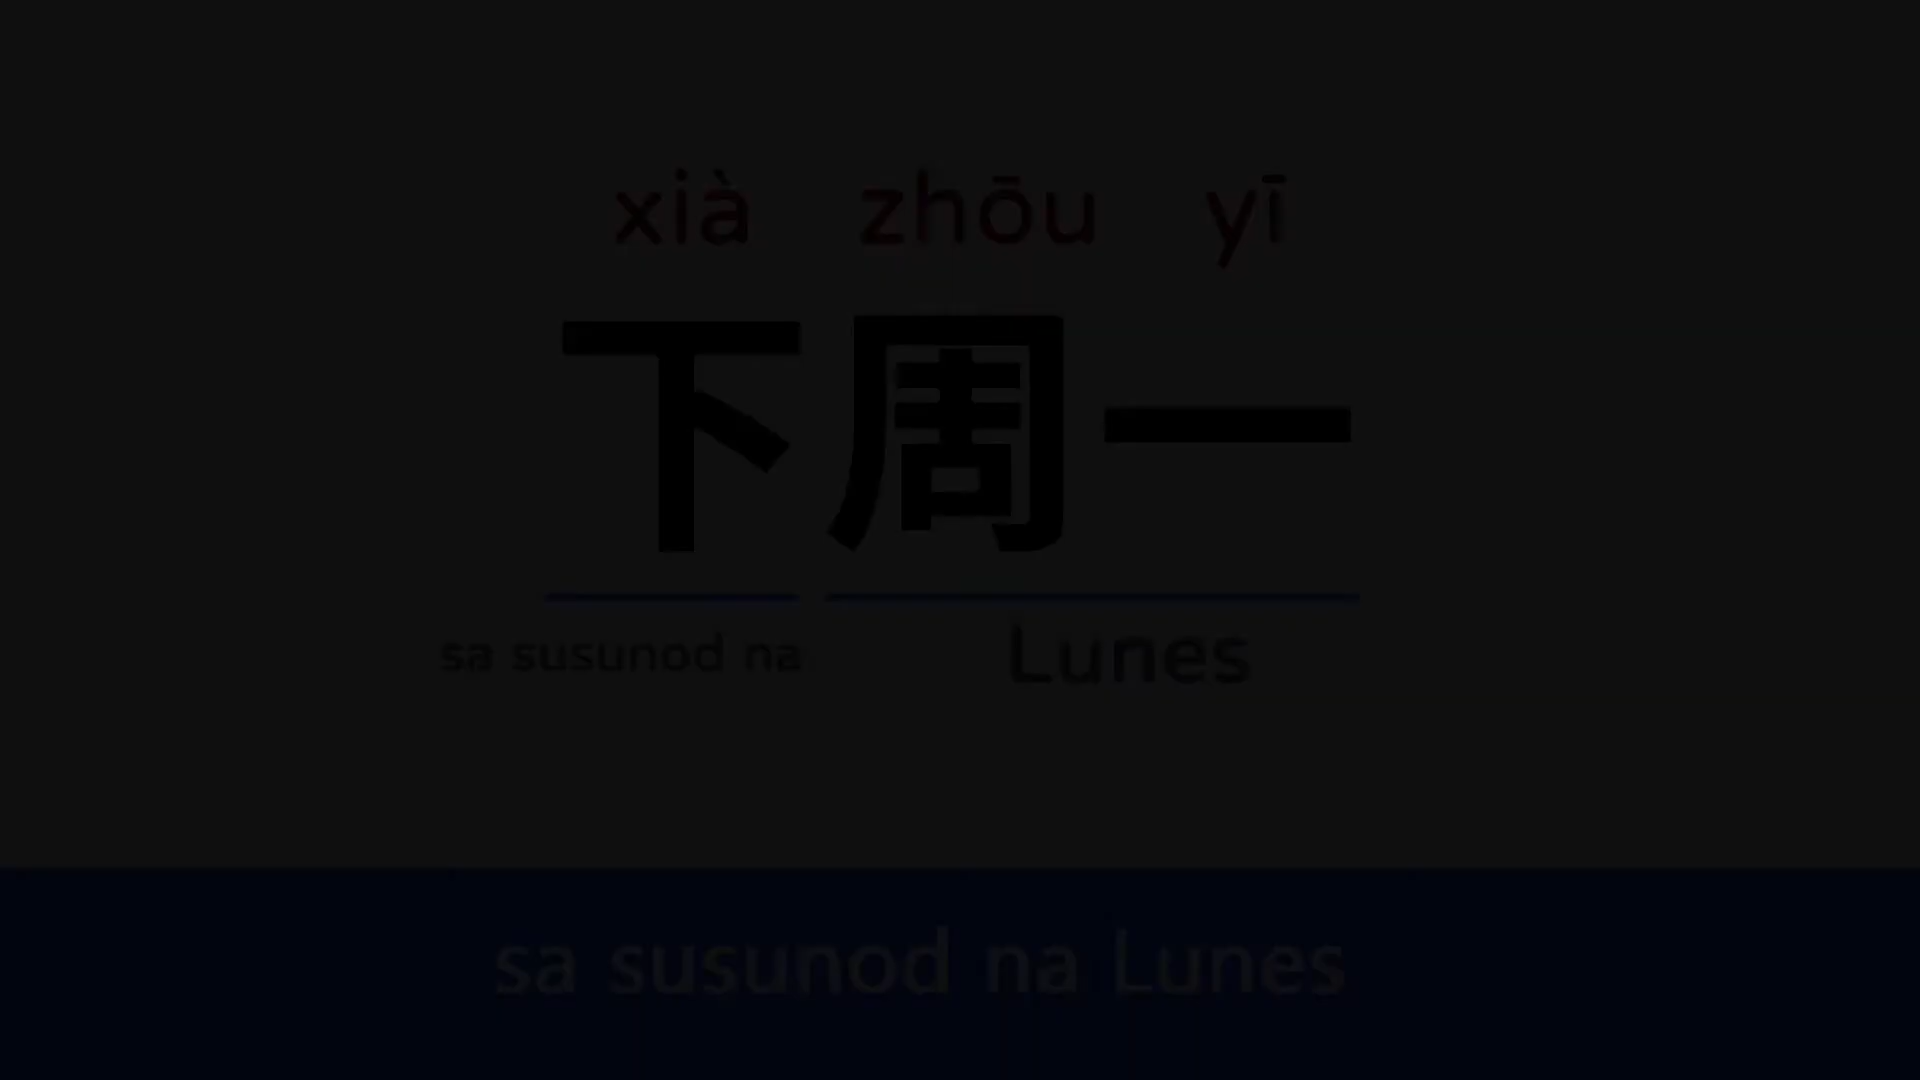 xià zhōu yī
下周一
sa susunod na Lunes
sa susunod na Lunes